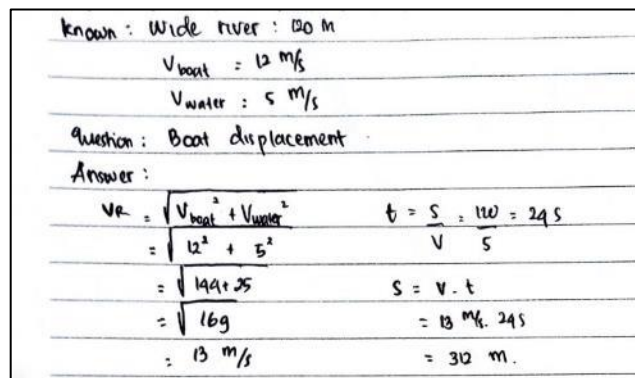 Known : Wide river : 120 M
V boat = 12 m/s
V water : 5 m/s
Question : Boat displacement .
Answer :
VR = √V boat² + V water² t = S/V = 120/5 = 24 S
= √12² + 5²
= √144+25 S = V . t
= √169 = 13 m/s . 24 S
= 13 m/s = 312 m.